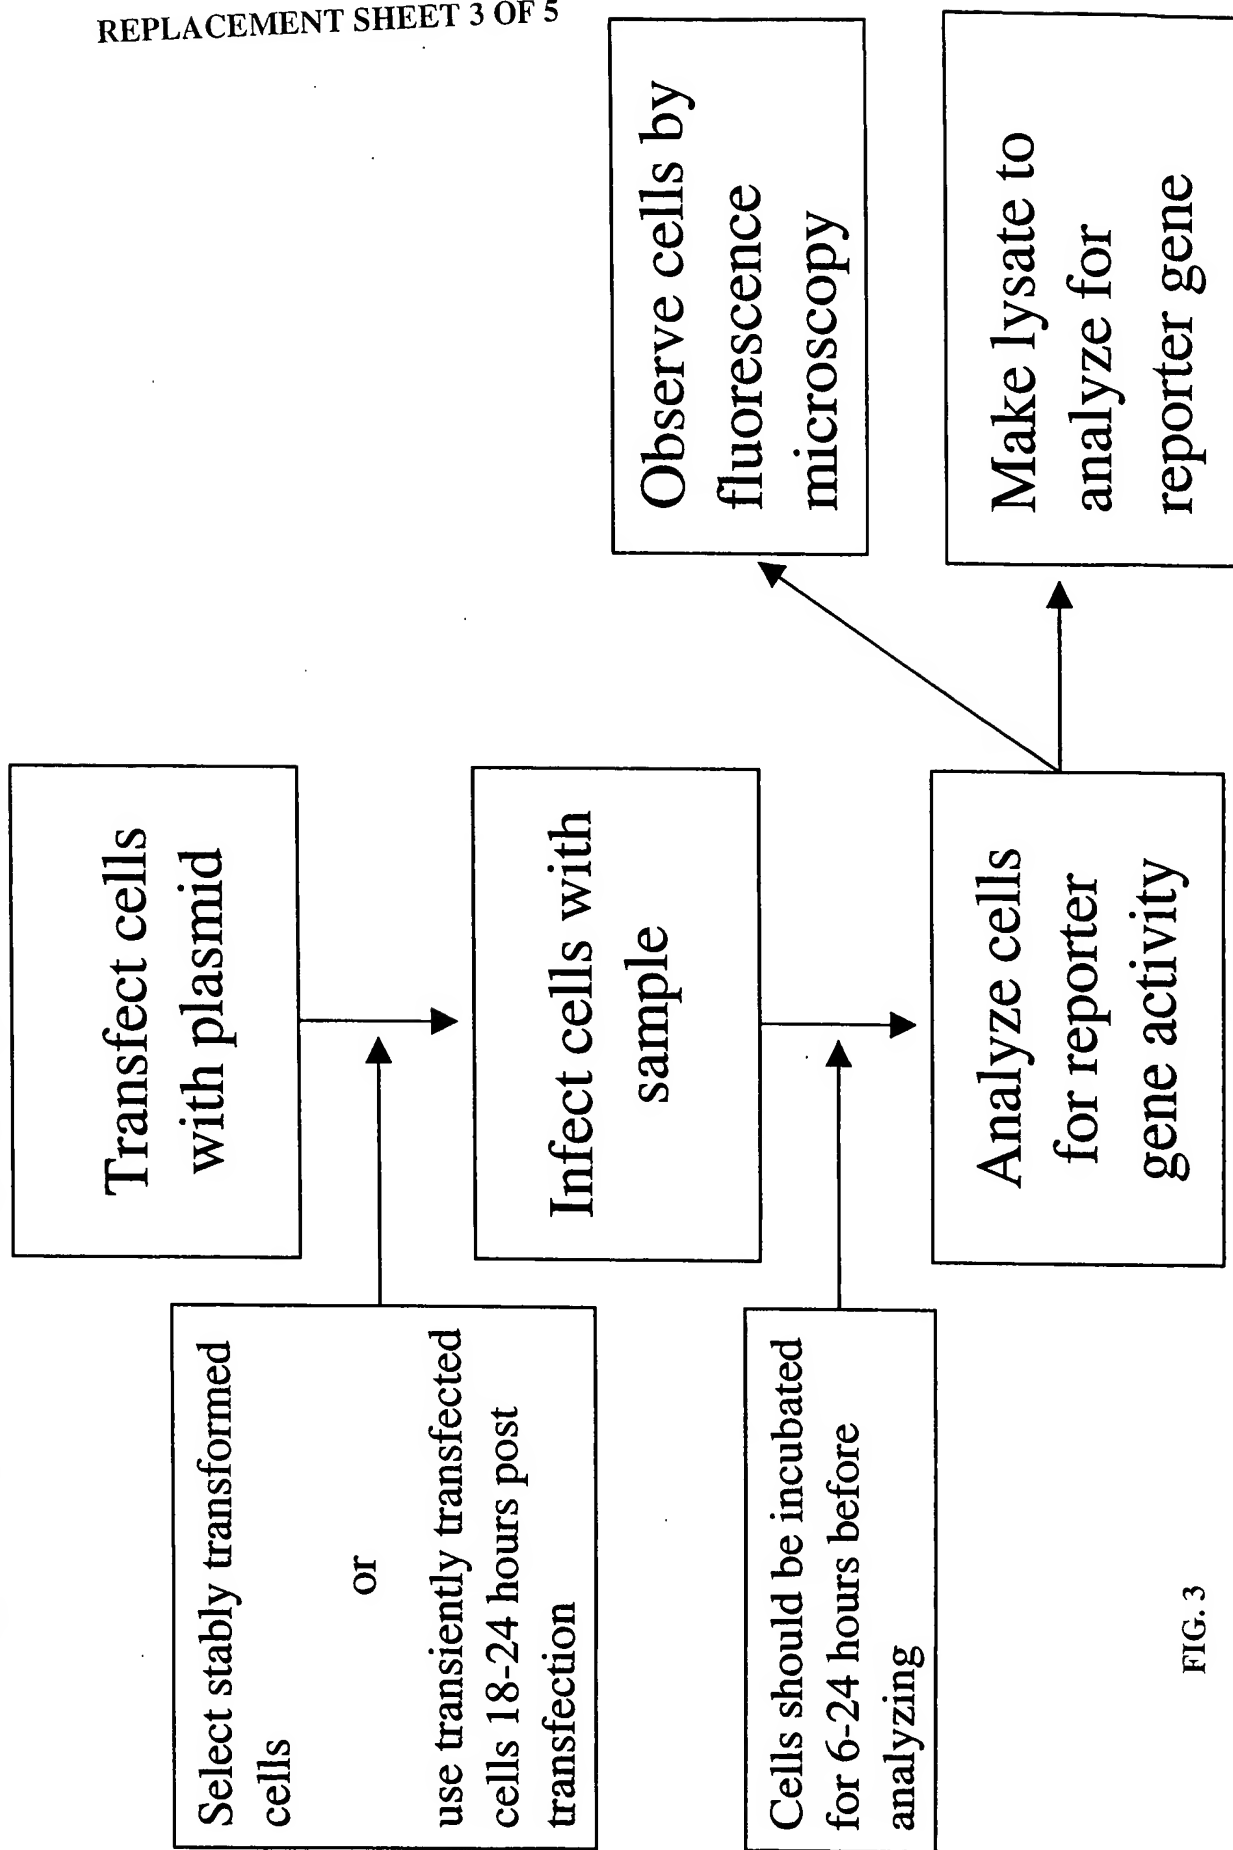 REPLACEMENT SHEET 3 OF 5
Transfect cells
with plasmid
Select stably transformed
cells
or
use transiently transfected
cells 18-24 hours post
transfection
Infect cells with
sample
Cells should be incubated
for 6-24 hours before
analyzing
Analyze cells
for reporter
gene activity
Observe cells by
fluorescence
microscopy
Make lysate to
analyze for
reporter gene
FIG. 3